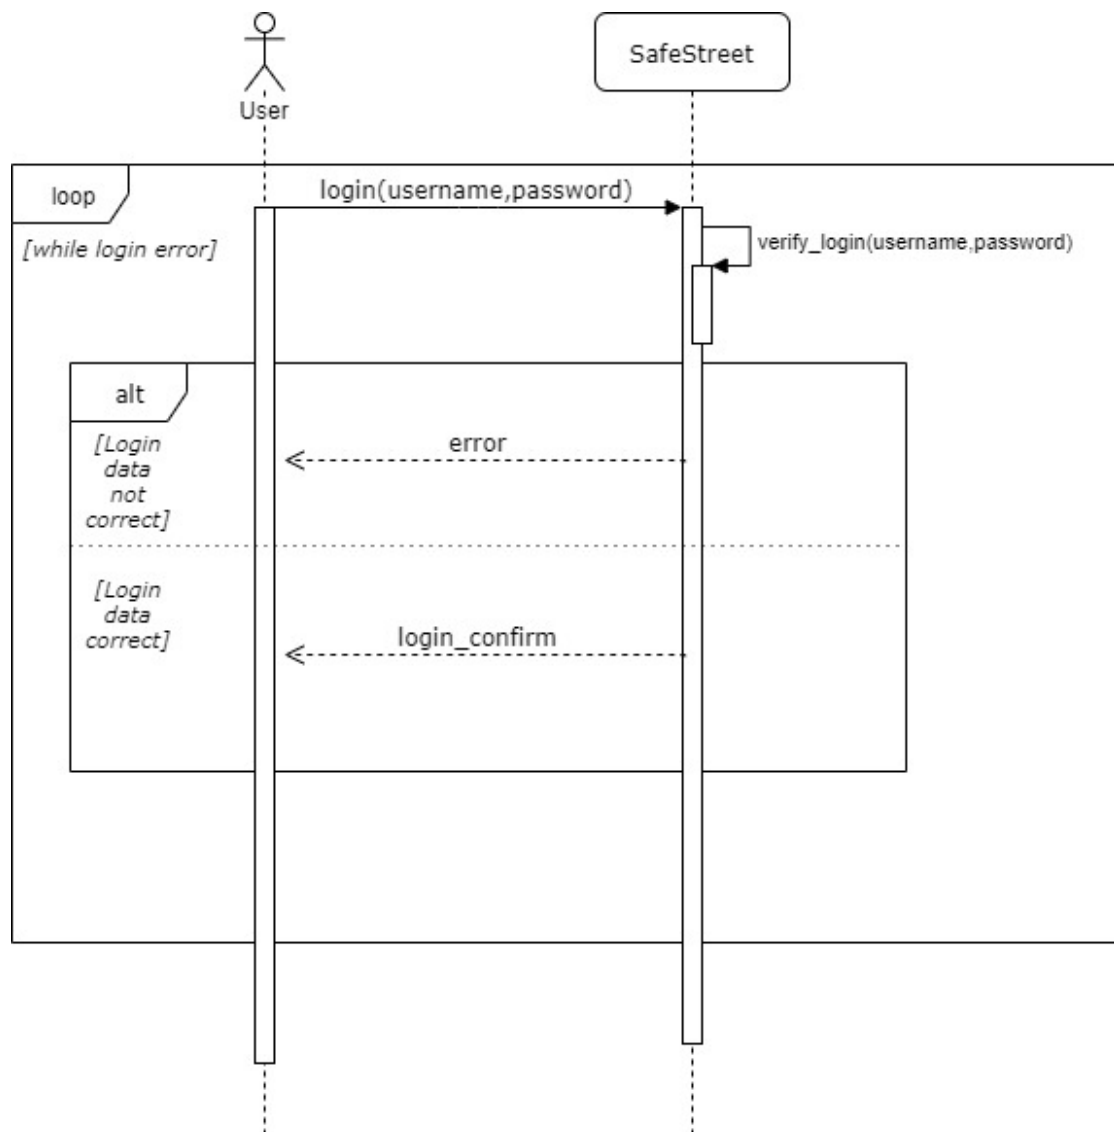 SafeStreet
User
loop
login(username,password)
[while login error]
verify_login(username,password)
alt
[Login
data
not
correct]
error
[Login
data
correct]
login_confirm